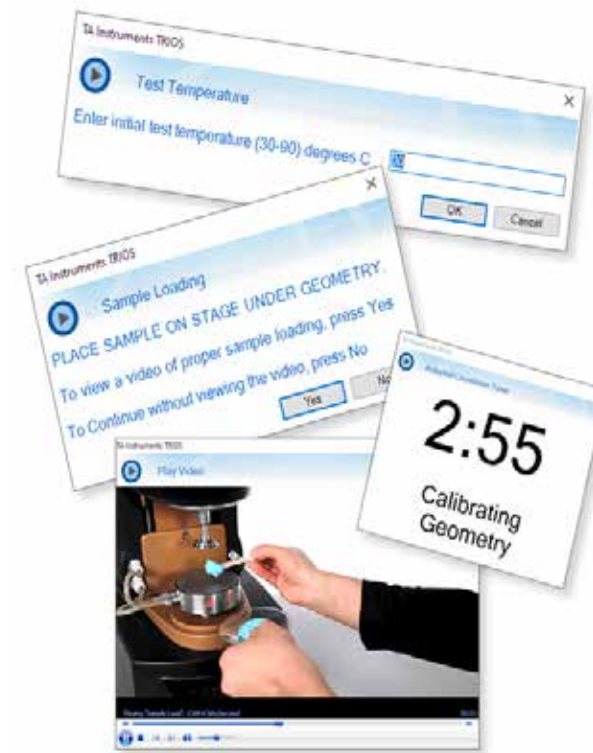 TA Instruments TRIOS
Test Temperature
Enter initial test temperature (30-90) degrees C
OK
Cancel
TA Instruments TRIOS
Sample Loading
PLACE SAMPLE ON STAGE UNDER GEOMETRY.
To view a video of proper sample loading, press Yes
To Continue without viewing the video, press No
Yes
No
2:55
Calibrating
Geometry
TA Instruments TRIOS
Play Video